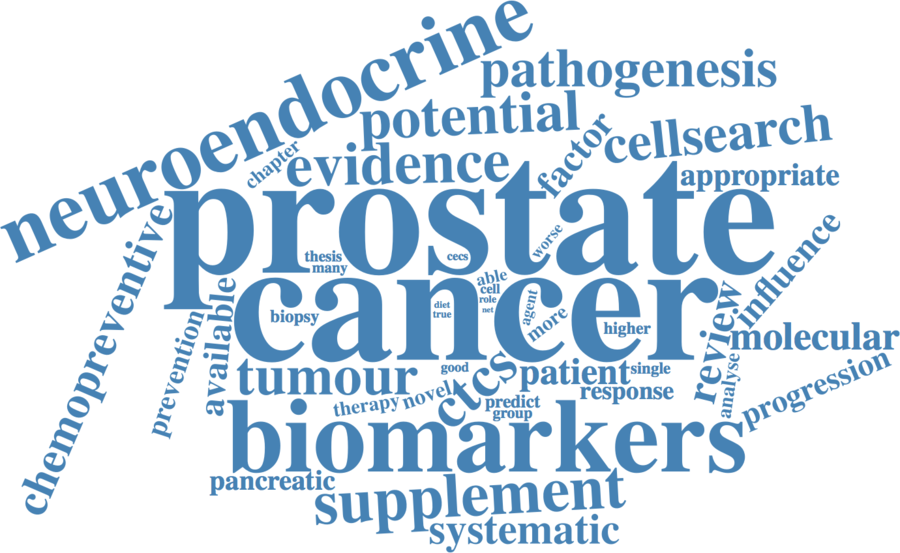 neuroendocrine
pathogenesis
potential
cellsearch
factor
chapter
evidence
appropriate
prostate
worse
thesis
many
cecs
influence
chemopreventive
cancer
able
cell
role
net
diet
true
agent
more
biopsy
higher
available
prevention
review
molecular
analyse
progression
tumour
good
ctcs
patient
single
response
therapy
novel
predict
group
biomarkers
pancreatic
supplement
systematic